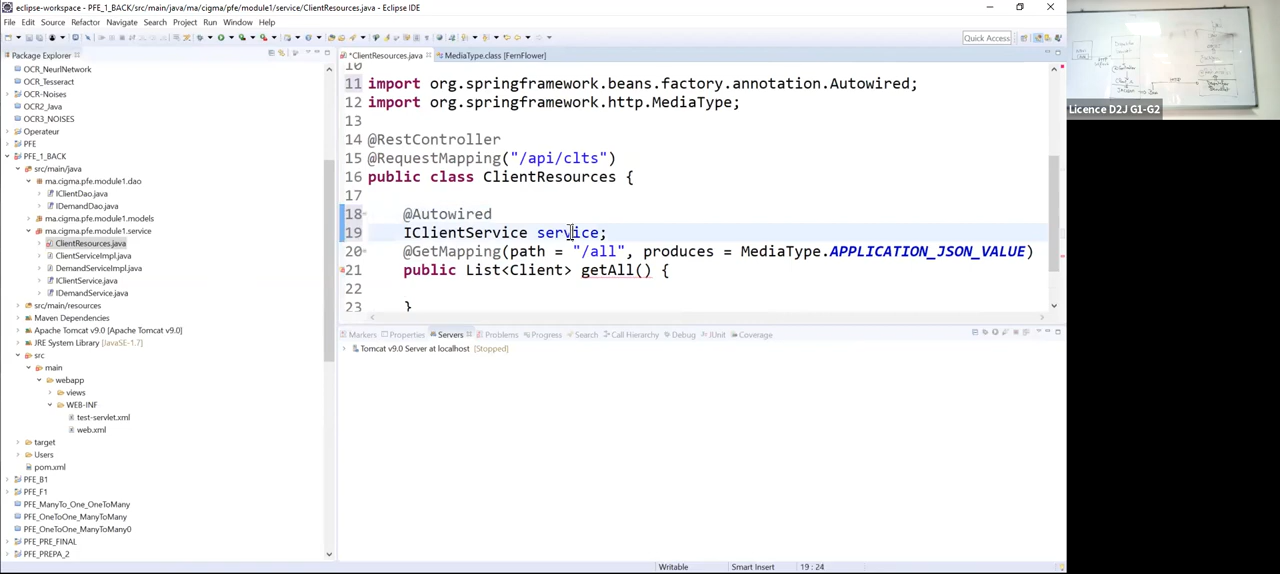 eclipse-workspace - PFE_1_BACK/src/main/java/ma/cigma/pfe/module1/service/ClientResources.java - Eclipse IDE
File Edit Source Refactor Navigate Search Project Run Window Help
Quick Access
Package Explorer
OCR_NeurlNetwork
OCR_Tesseract
OCR-Noises
OCR2_Java
OCR3_NOISES
Operateur
PFE
PFE_1_BACK
src/main/java
ma.cigma.pfe.module1.dao
IClientDao.java
IDemandDao.java
ma.cigma.pfe.module1.models
ma.cigma.pfe.module1.service
ClientResources.java
ClientServiceImpl.java
DemandServiceImpl.java
IClientService.java
IDemandService.java
src/main/resources
Maven Dependencies
Apache Tomcat v9.0 [Apache Tomcat v9.0]
JRE System Library [JavaSE-1.7]
src
main
webapp
views
WEB-INF
test-servlet.xml
web.xml
target
Users
pom.xml
PFE_B1
PFE_F1
PFE_ManyTo_One_OneToMany
PFE_OneToOne_ManyToMany
PFE_OneToOne_ManyToMany0
PFE_PRE_FINAL
PFE_PREPA_2
*ClientResources.java MediaType.class [FernFlower]
10
11 import org.springframework.beans.factory.annotation.Autowired;
12 import org.springframework.http.MediaType;
13
14 @RestController
15 @RequestMapping("/api/clts")
16 public class ClientResources {
17
18 @Autowired
19 IClientService service;
20 @GetMapping(path = "/all", produces = MediaType.APPLICATION_JSON_VALUE)
21 public List<Client> getAll() {
22
23 }
Markers Properties Servers Problems Progress Search Call Hierarchy Debug JUnit Coverage
Tomcat v9.0 Server at localhost [Stopped]
Writable Smart Insert 19 : 24
Licence D2J G1-G2